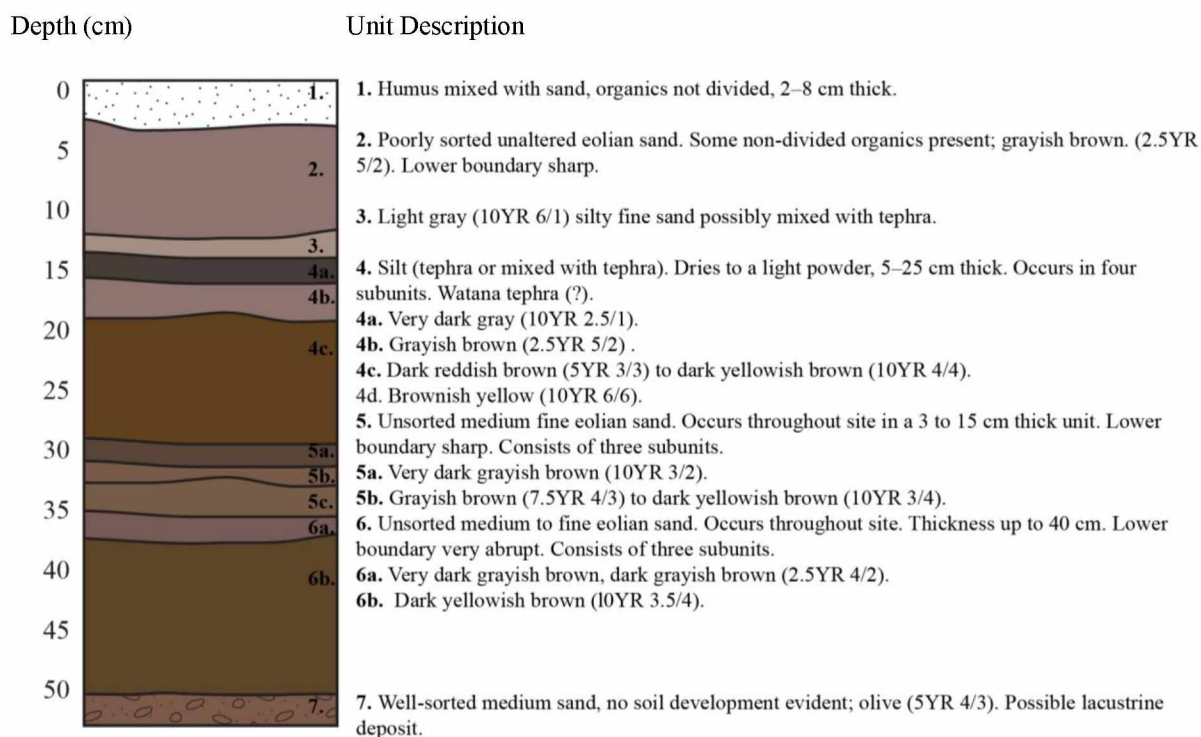 Depth (cm) Unit Description
0
5
10
15
20
25
30
35
40
45
50
1.
2.
3.
4a.
4b.
4c.
5a.
5b.
5c.
6a.
6b.
7.
1. Humus mixed with sand, organics not divided, 2–8 cm thick.
2. Poorly sorted unaltered eolian sand. Some non-divided organics present; grayish brown. (2.5YR
5/2). Lower boundary sharp.
3. Light gray (10YR 6/1) silty fine sand possibly mixed with tephra.
4. Silt (tephra or mixed with tephra). Dries to a light powder, 5–25 cm thick. Occurs in four
subunits. Watana tephra (?).
4a. Very dark gray (10YR 2.5/1).
4b. Grayish brown (2.5YR 5/2) .
4c. Dark reddish brown (5YR 3/3) to dark yellowish brown (10YR 4/4).
4d. Brownish yellow (10YR 6/6).
5. Unsorted medium fine eolian sand. Occurs throughout site in a 3 to 15 cm thick unit. Lower
boundary sharp. Consists of three subunits.
5a. Very dark grayish brown (10YR 3/2).
5b. Grayish brown (7.5YR 4/3) to dark yellowish brown (10YR 3/4).
6. Unsorted medium to fine eolian sand. Occurs throughout site. Thickness up to 40 cm. Lower
boundary very abrupt. Consists of three subunits.
6a. Very dark grayish brown, dark grayish brown (2.5YR 4/2).
6b. Dark yellowish brown (l0YR 3.5/4).
7. Well-sorted medium sand, no soil development evident; olive (5YR 4/3). Possible lacustrine
deposit.